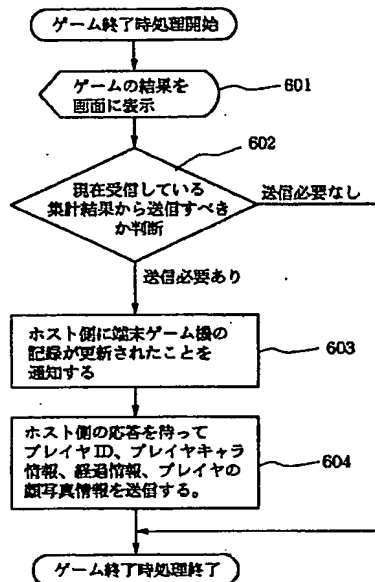 ゲーム終了時処理開始
ゲームの結果を
画面に表示
601
602
現在受信している
集計結果から送信すべき
か判断
送信必要なし
送信必要あり
ホスト側に端末ゲーム機の
記録が更新されたことを
通知する
603
ホスト側の応答を待って
プレイヤID、プレイヤキャラ
情報、経過情報、プレイヤの
顔写真情報を送信する。
604
ゲーム終了時処理終了